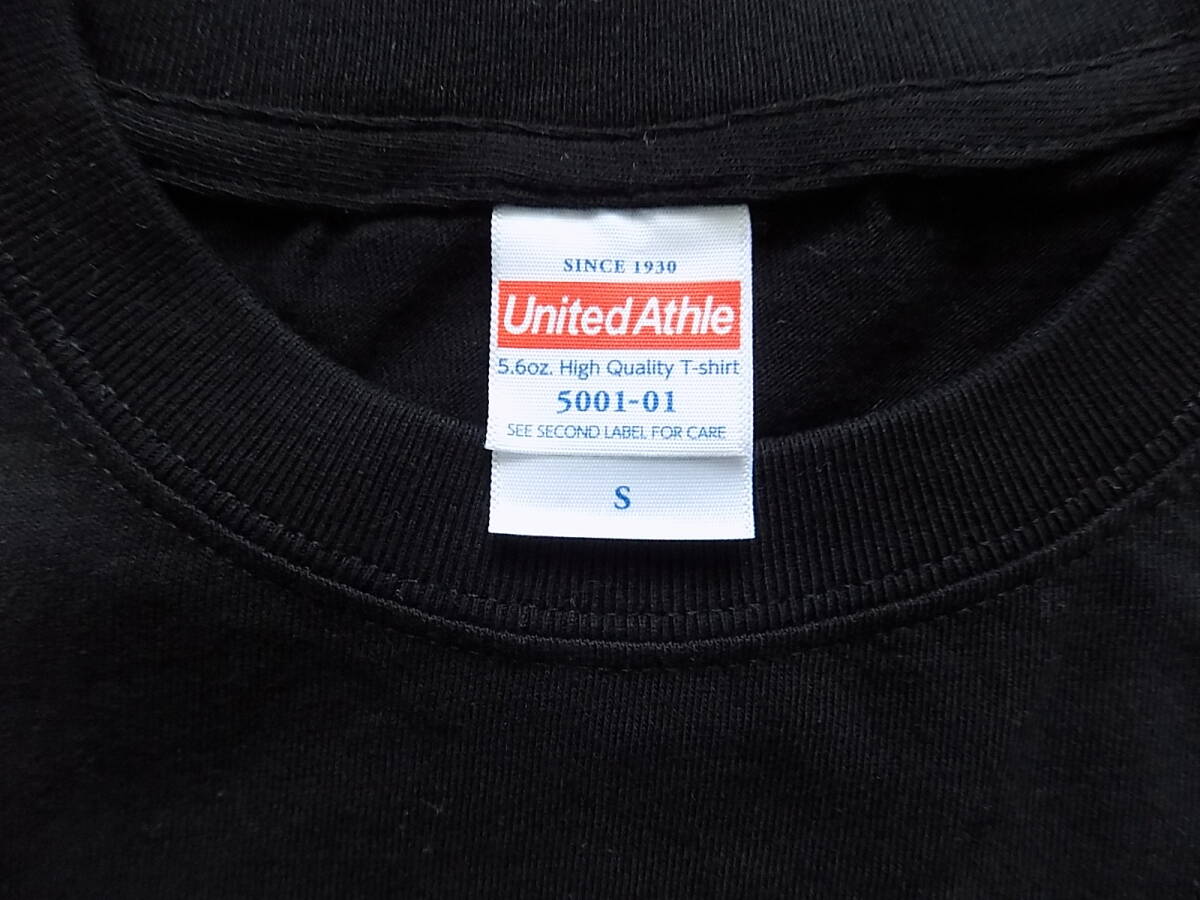 SINCE 1930
United Athle
5.6oz. High Quality T-shirt
5001-01
SEE SECOND LABEL FOR CARE
S